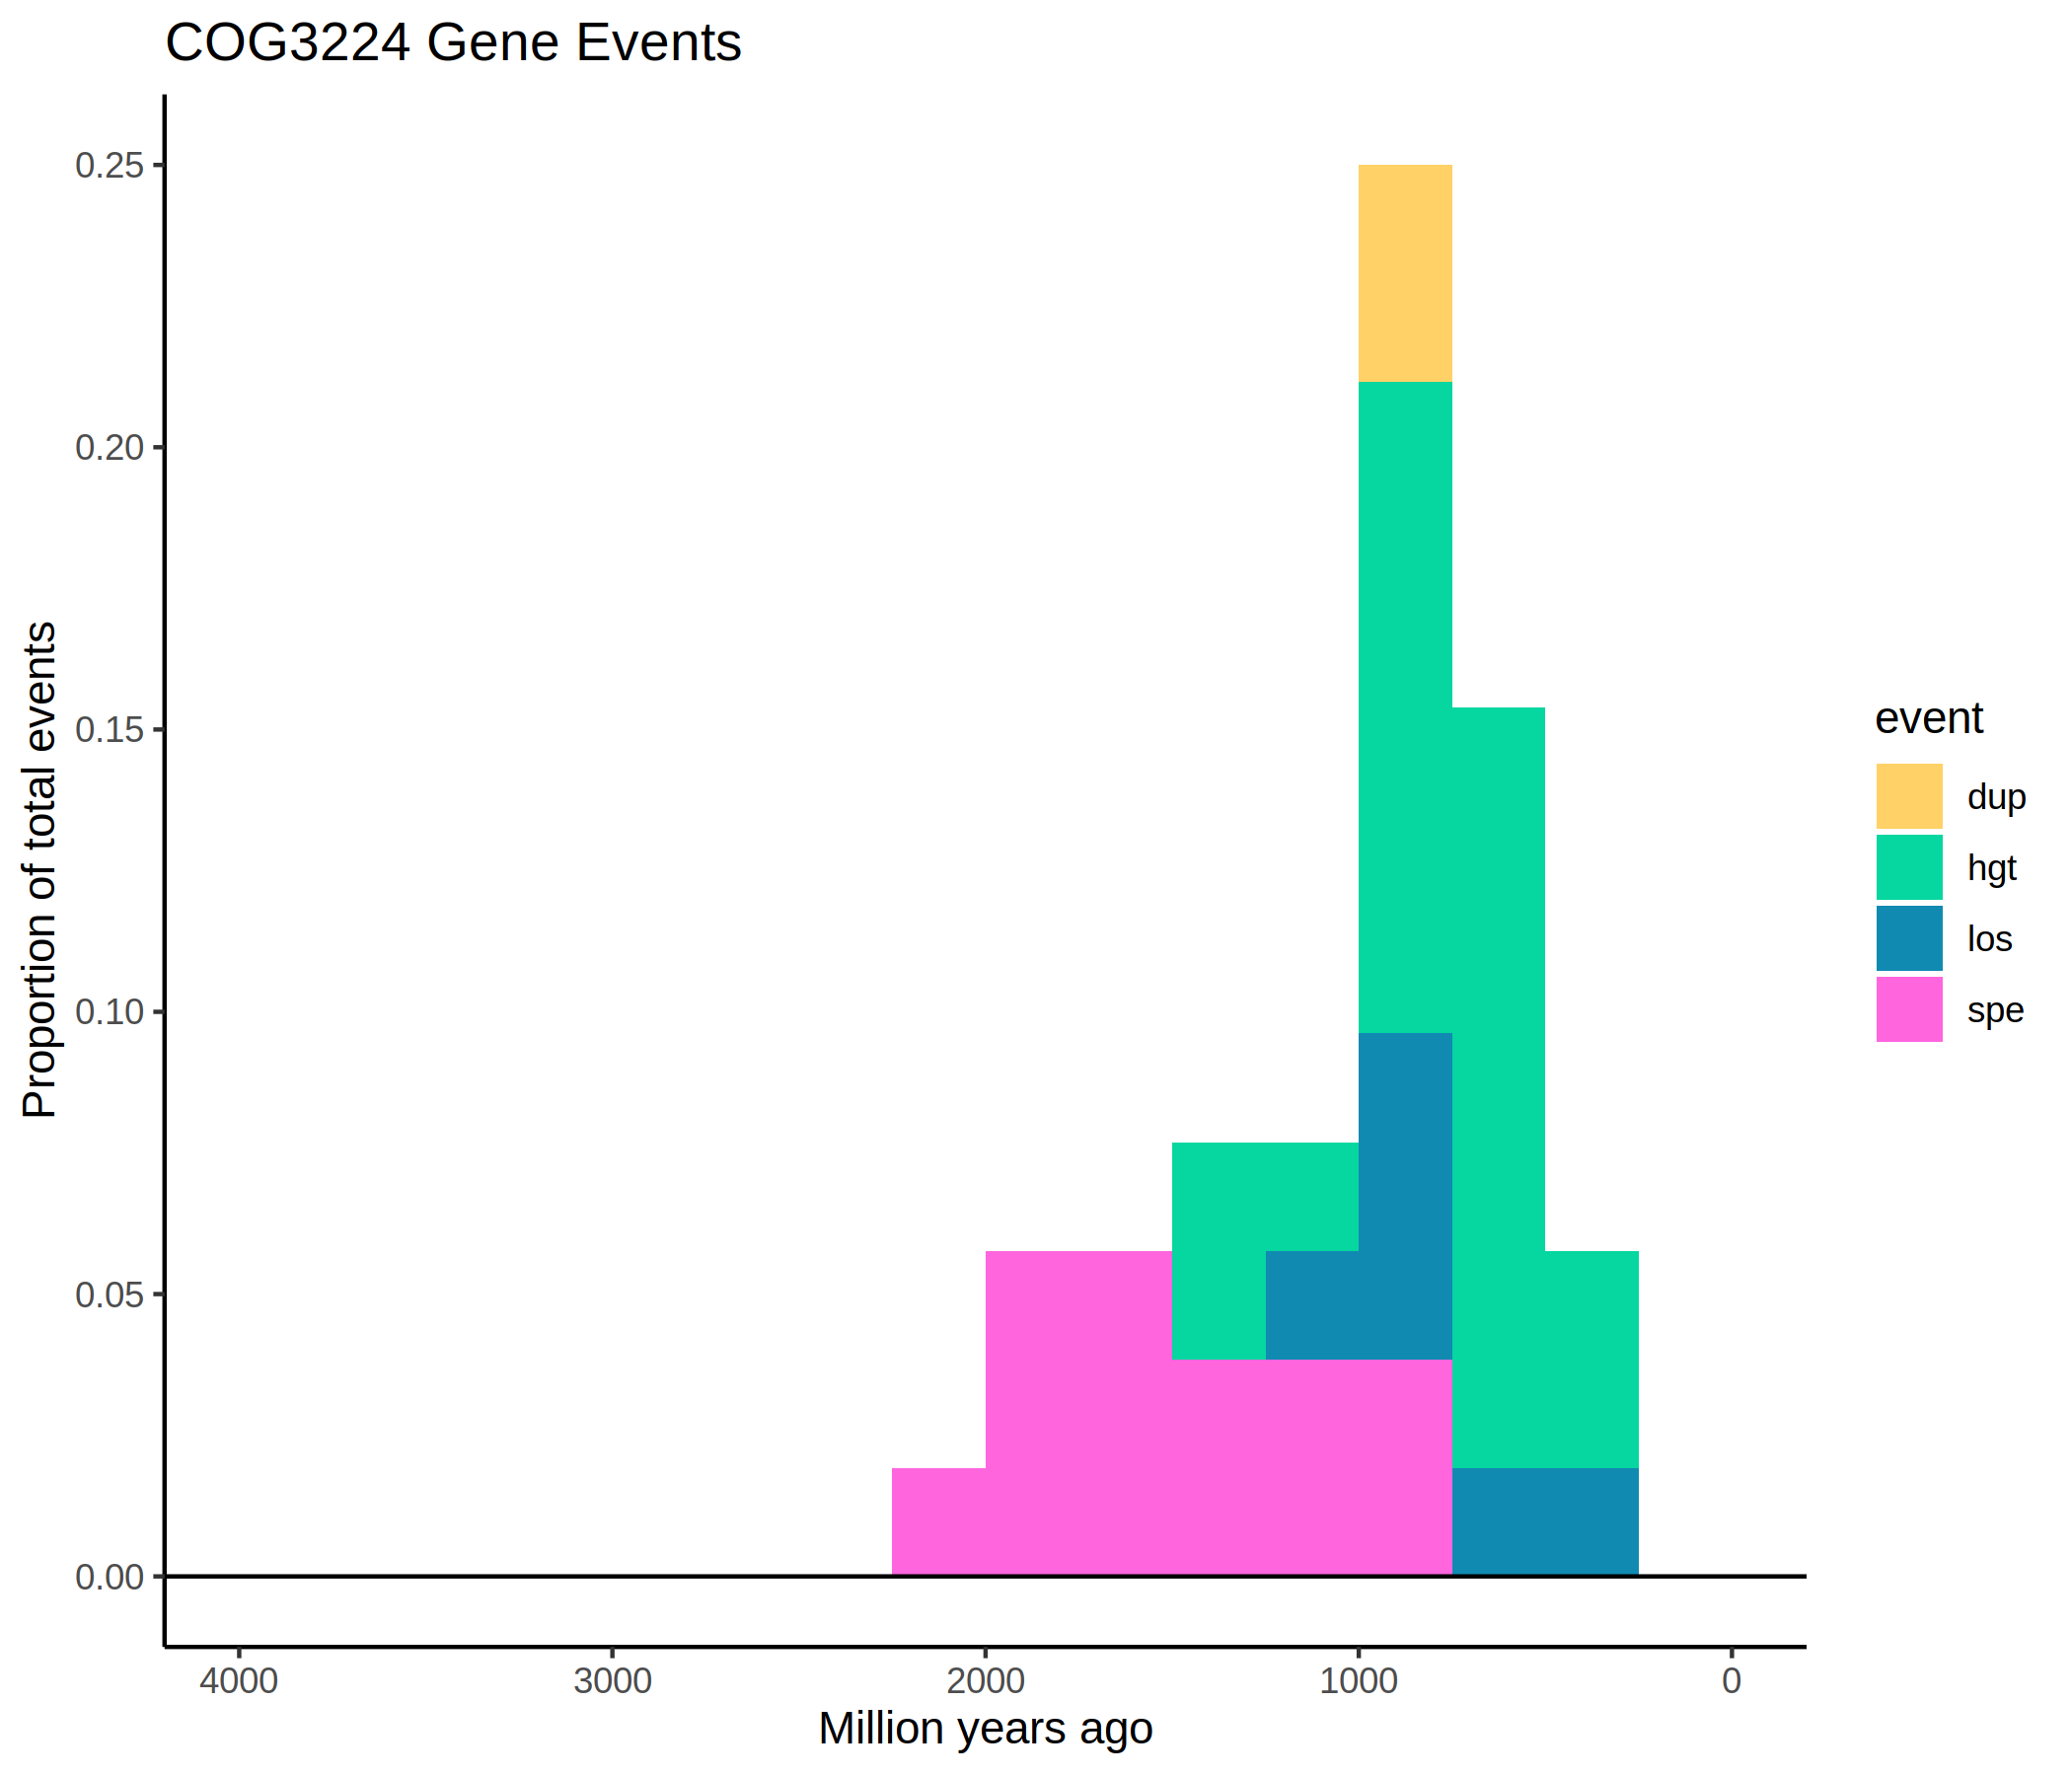 COG3224 Gene Events
Proportion of total events
0.25
0.20
0.15
0.10
0.05
0.00
4000 3000 2000 1000 0
Million years ago
event
dup
hgt
los
spe